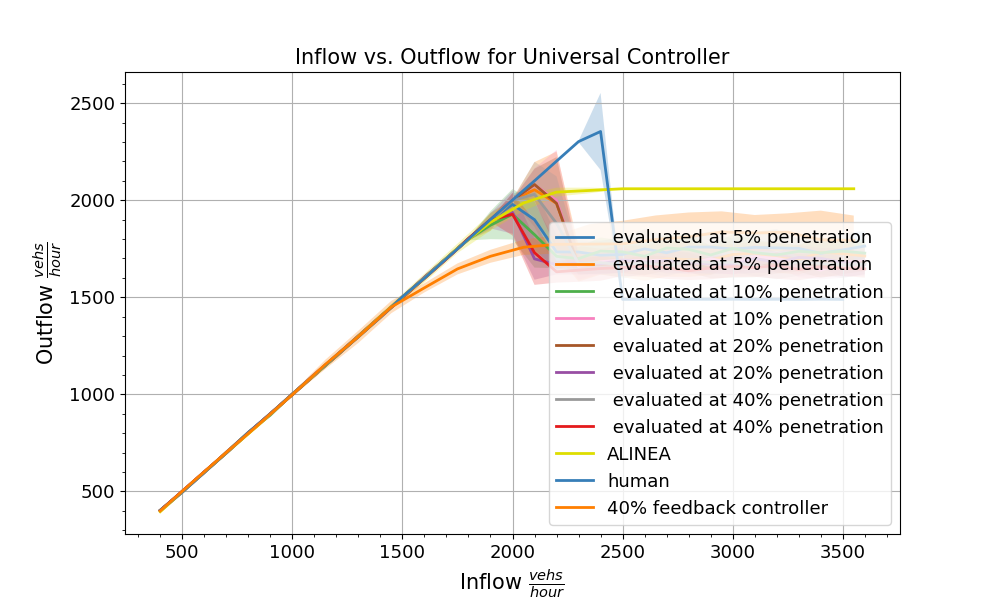 Inflow vs. Outflow for Universal Controller
Outflow vehs/hour
2500
2000
1500
1000
500
evaluated at 5% penetration
evaluated at 5% penetration
evaluated at 10% penetration
evaluated at 10% penetration
evaluated at 20% penetration
evaluated at 20% penetration
evaluated at 40% penetration
evaluated at 40% penetration
ALINEA
human
40% feedback controller
500 1000 1500 2000 2500 3000 3500
Inflow vehs/hour